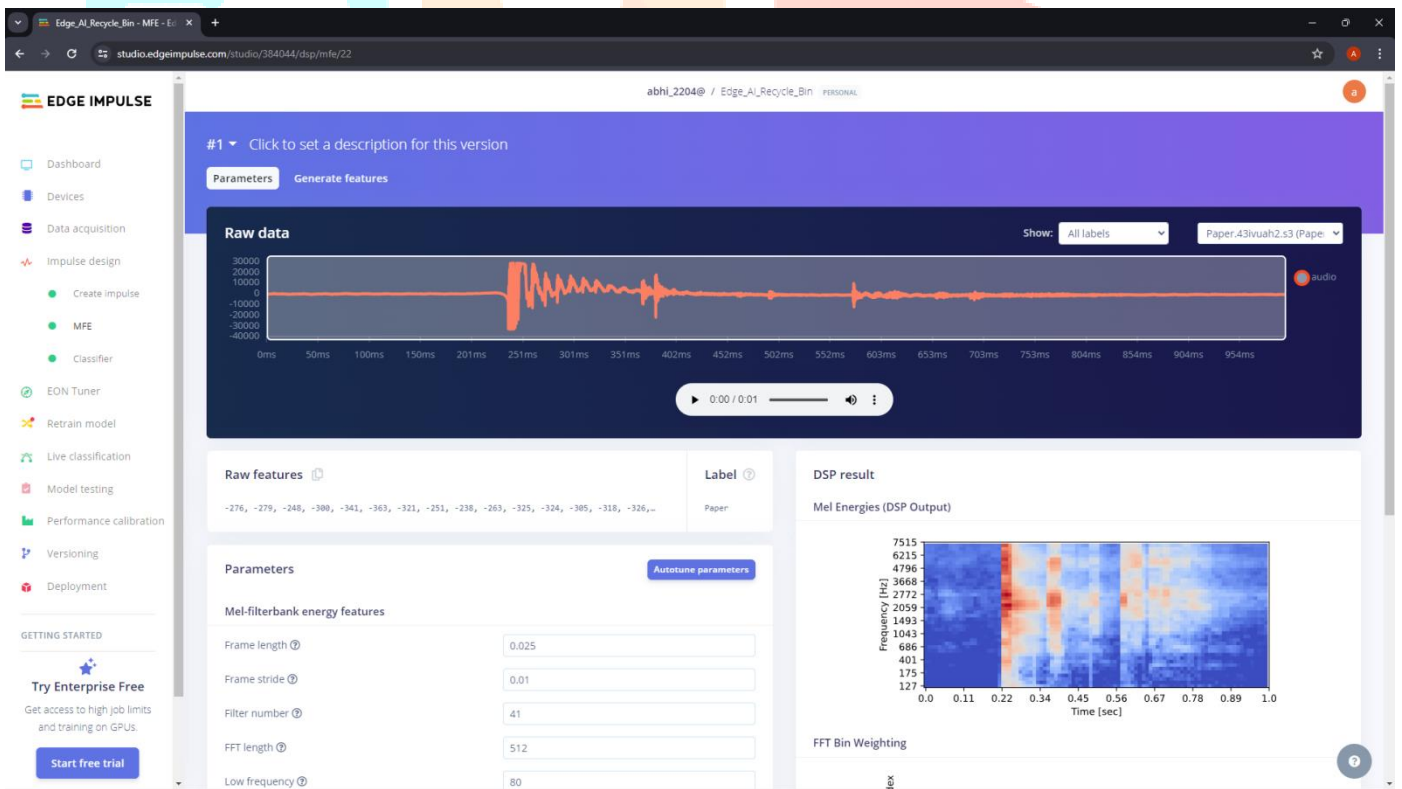 Edge_AI_Recycle_Bin - MFE - Ed
studio.edgeimpulse.com/studio/384044/dsp/mfe/22
A
EDGE IMPULSE
abhi_2204@ / Edge_AI_Recycle_Bin PERSONAL
a
Dashboard
Devices
Data acquisition
Impulse design
Create impulse
MFE
Classifier
EON Tuner
Retrain model
Live classification
Model testing
Performance calibration
Versioning
Deployment
GETTING STARTED
Try Enterprise Free
Get access to high job limits
and training on GPUs.
Start free trial
#1 Click to set a description for this version
Parameters Generate features
Raw data
Show: All labels Paper.43ivuah2.s3 (Pape
30000
20000
10000
0
-10000
-20000
-30000
-40000
audio
0ms 50ms 100ms 150ms 201ms 251ms 301ms 351ms 402ms 452ms 502ms 552ms 603ms 653ms 703ms 753ms 804ms 854ms 904ms 954ms
0:00 / 0:01
Raw features
Label
-276, -279, -248, -300, -341, -363, -321, -251, -238, -263, -325, -324, -305, -318, -326,…
Paper
Parameters
Autotune parameters
Mel-filterbank energy features
Frame length 0.025
Frame stride 0.01
Filter number 41
FFT length 512
Low frequency 80
DSP result
Mel Energies (DSP Output)
Frequency [Hz]
7515
6215
4796
3668
2772
2059
1493
1043
686
401
175
127
0.0 0.11 0.22 0.34 0.45 0.56 0.67 0.78 0.89 1.0
Time [sec]
FFT Bin Weighting